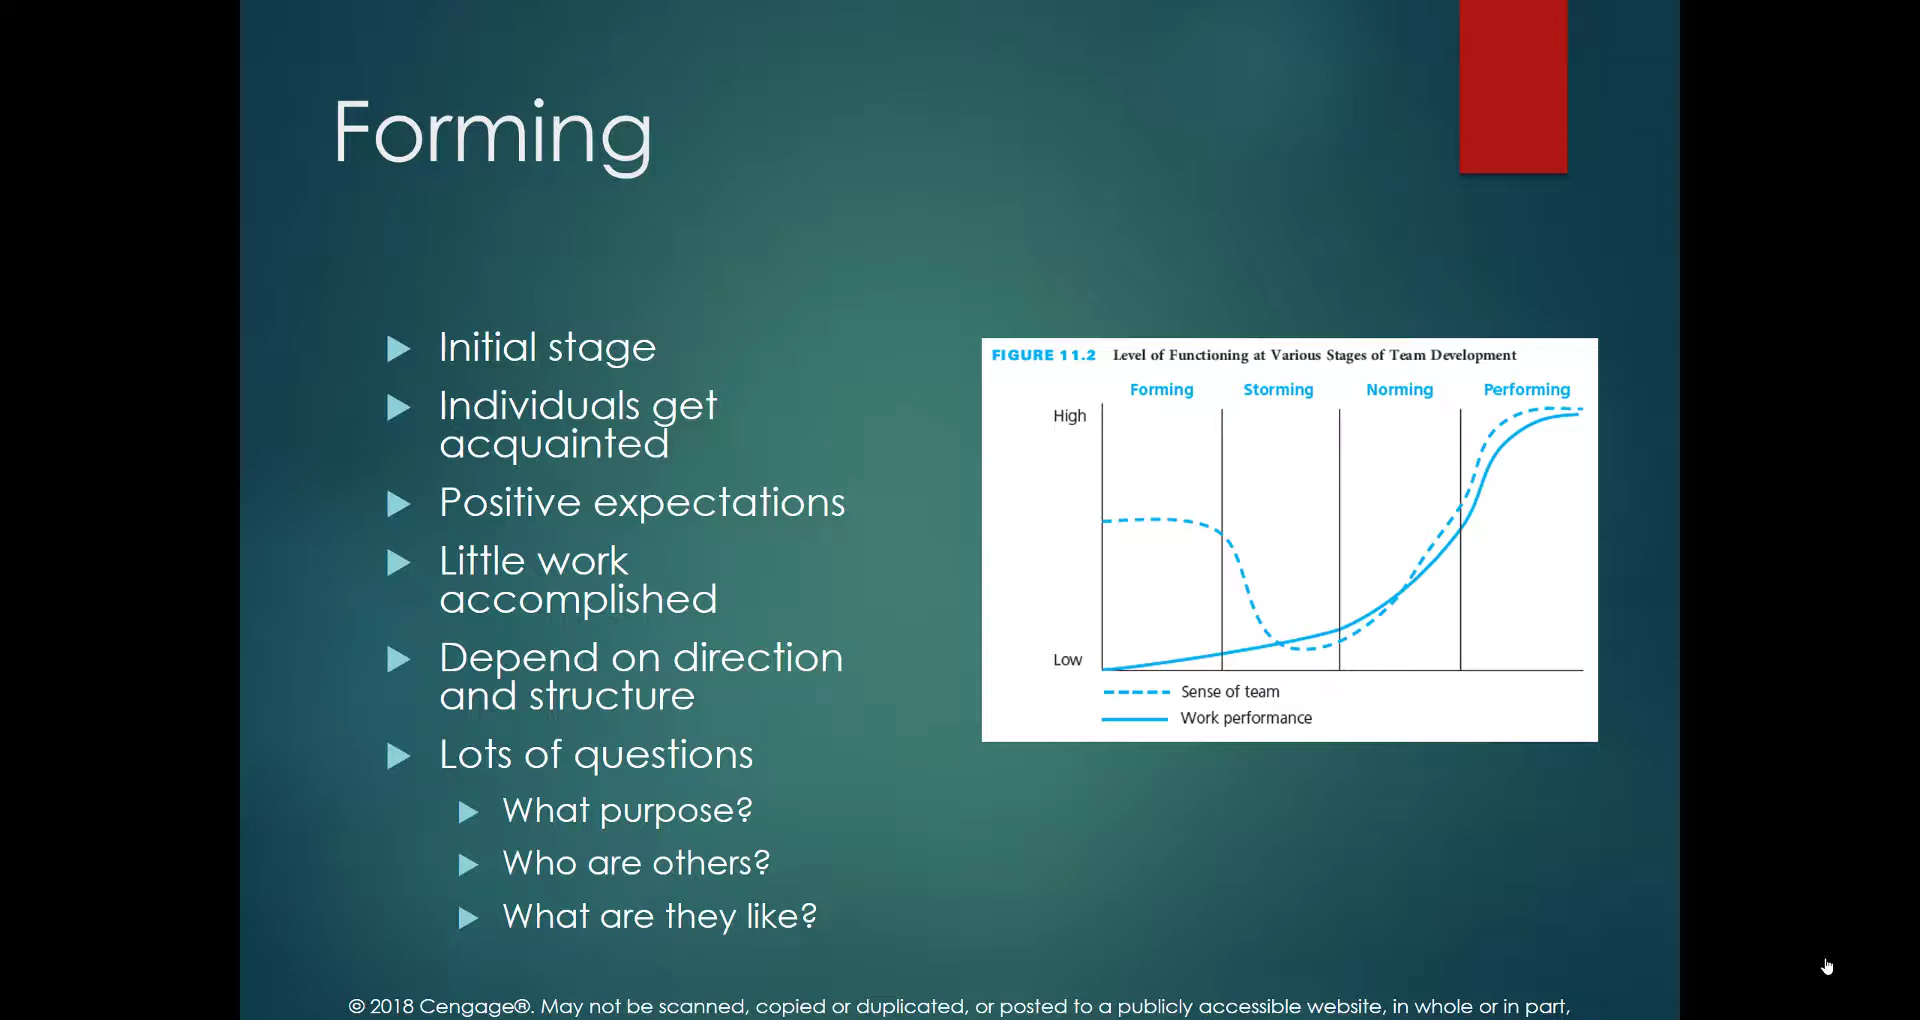 Forming
Initial stage
Individuals get
acquainted
Positive expectations
Little work
accomplished
Depend on direction
and structure
Lots of questions
What purpose?
Who are others?
What are they like?
FIGURE 11.2 Level of Functioning at Various Stages of Team Development
Forming Storming Norming Performing
High
Low
Sense of team
Work performance
© 2018 Cengage®. May not be scanned, copied or duplicated, or posted to a publicly accessible website, in whole or in part,